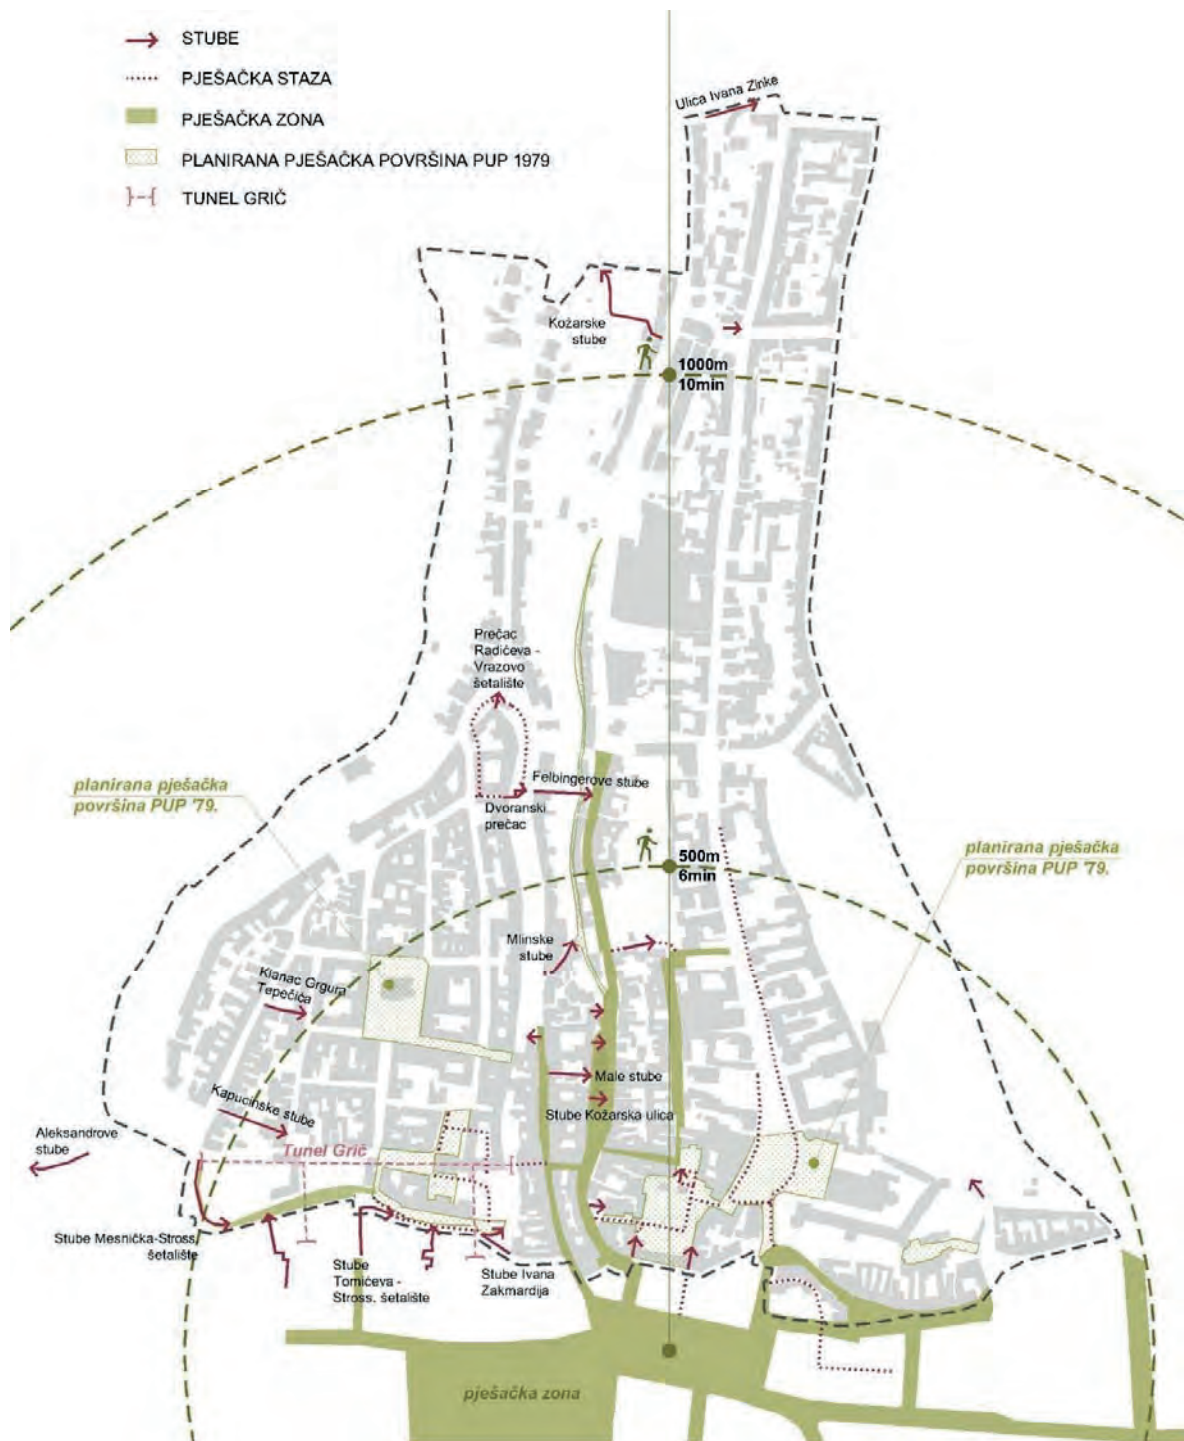 STUBE
PJEŠAČKA STAZA
PJEŠAČKA ZONA
PLANIRANA PJEŠAČKA POVRŠINA PUP 1979
TUNEL GRIČ
Ulica Ivana Zinke
Kožarske
stube
1000m
10min
Prečac
Radićeva -
Vrazovo
šetalište
planirana pješačka
površina PUP '79.
Felbingerove stube
Dvoranski
prečac
500m
6min
planirana pješačka
površina PUP '79.
Mlinske
stube
Klanac Grgura
Tepečića
Male stube
Kapucinske stube
Stube Kožarska ulica
Aleksandrove
stube
Tunel Grič
Stube Mesnička-Stross.
šetalište
Stube
Tomićeva -
Stross. šetalište
Stube Ivana
Zakmardija
pješačka zona